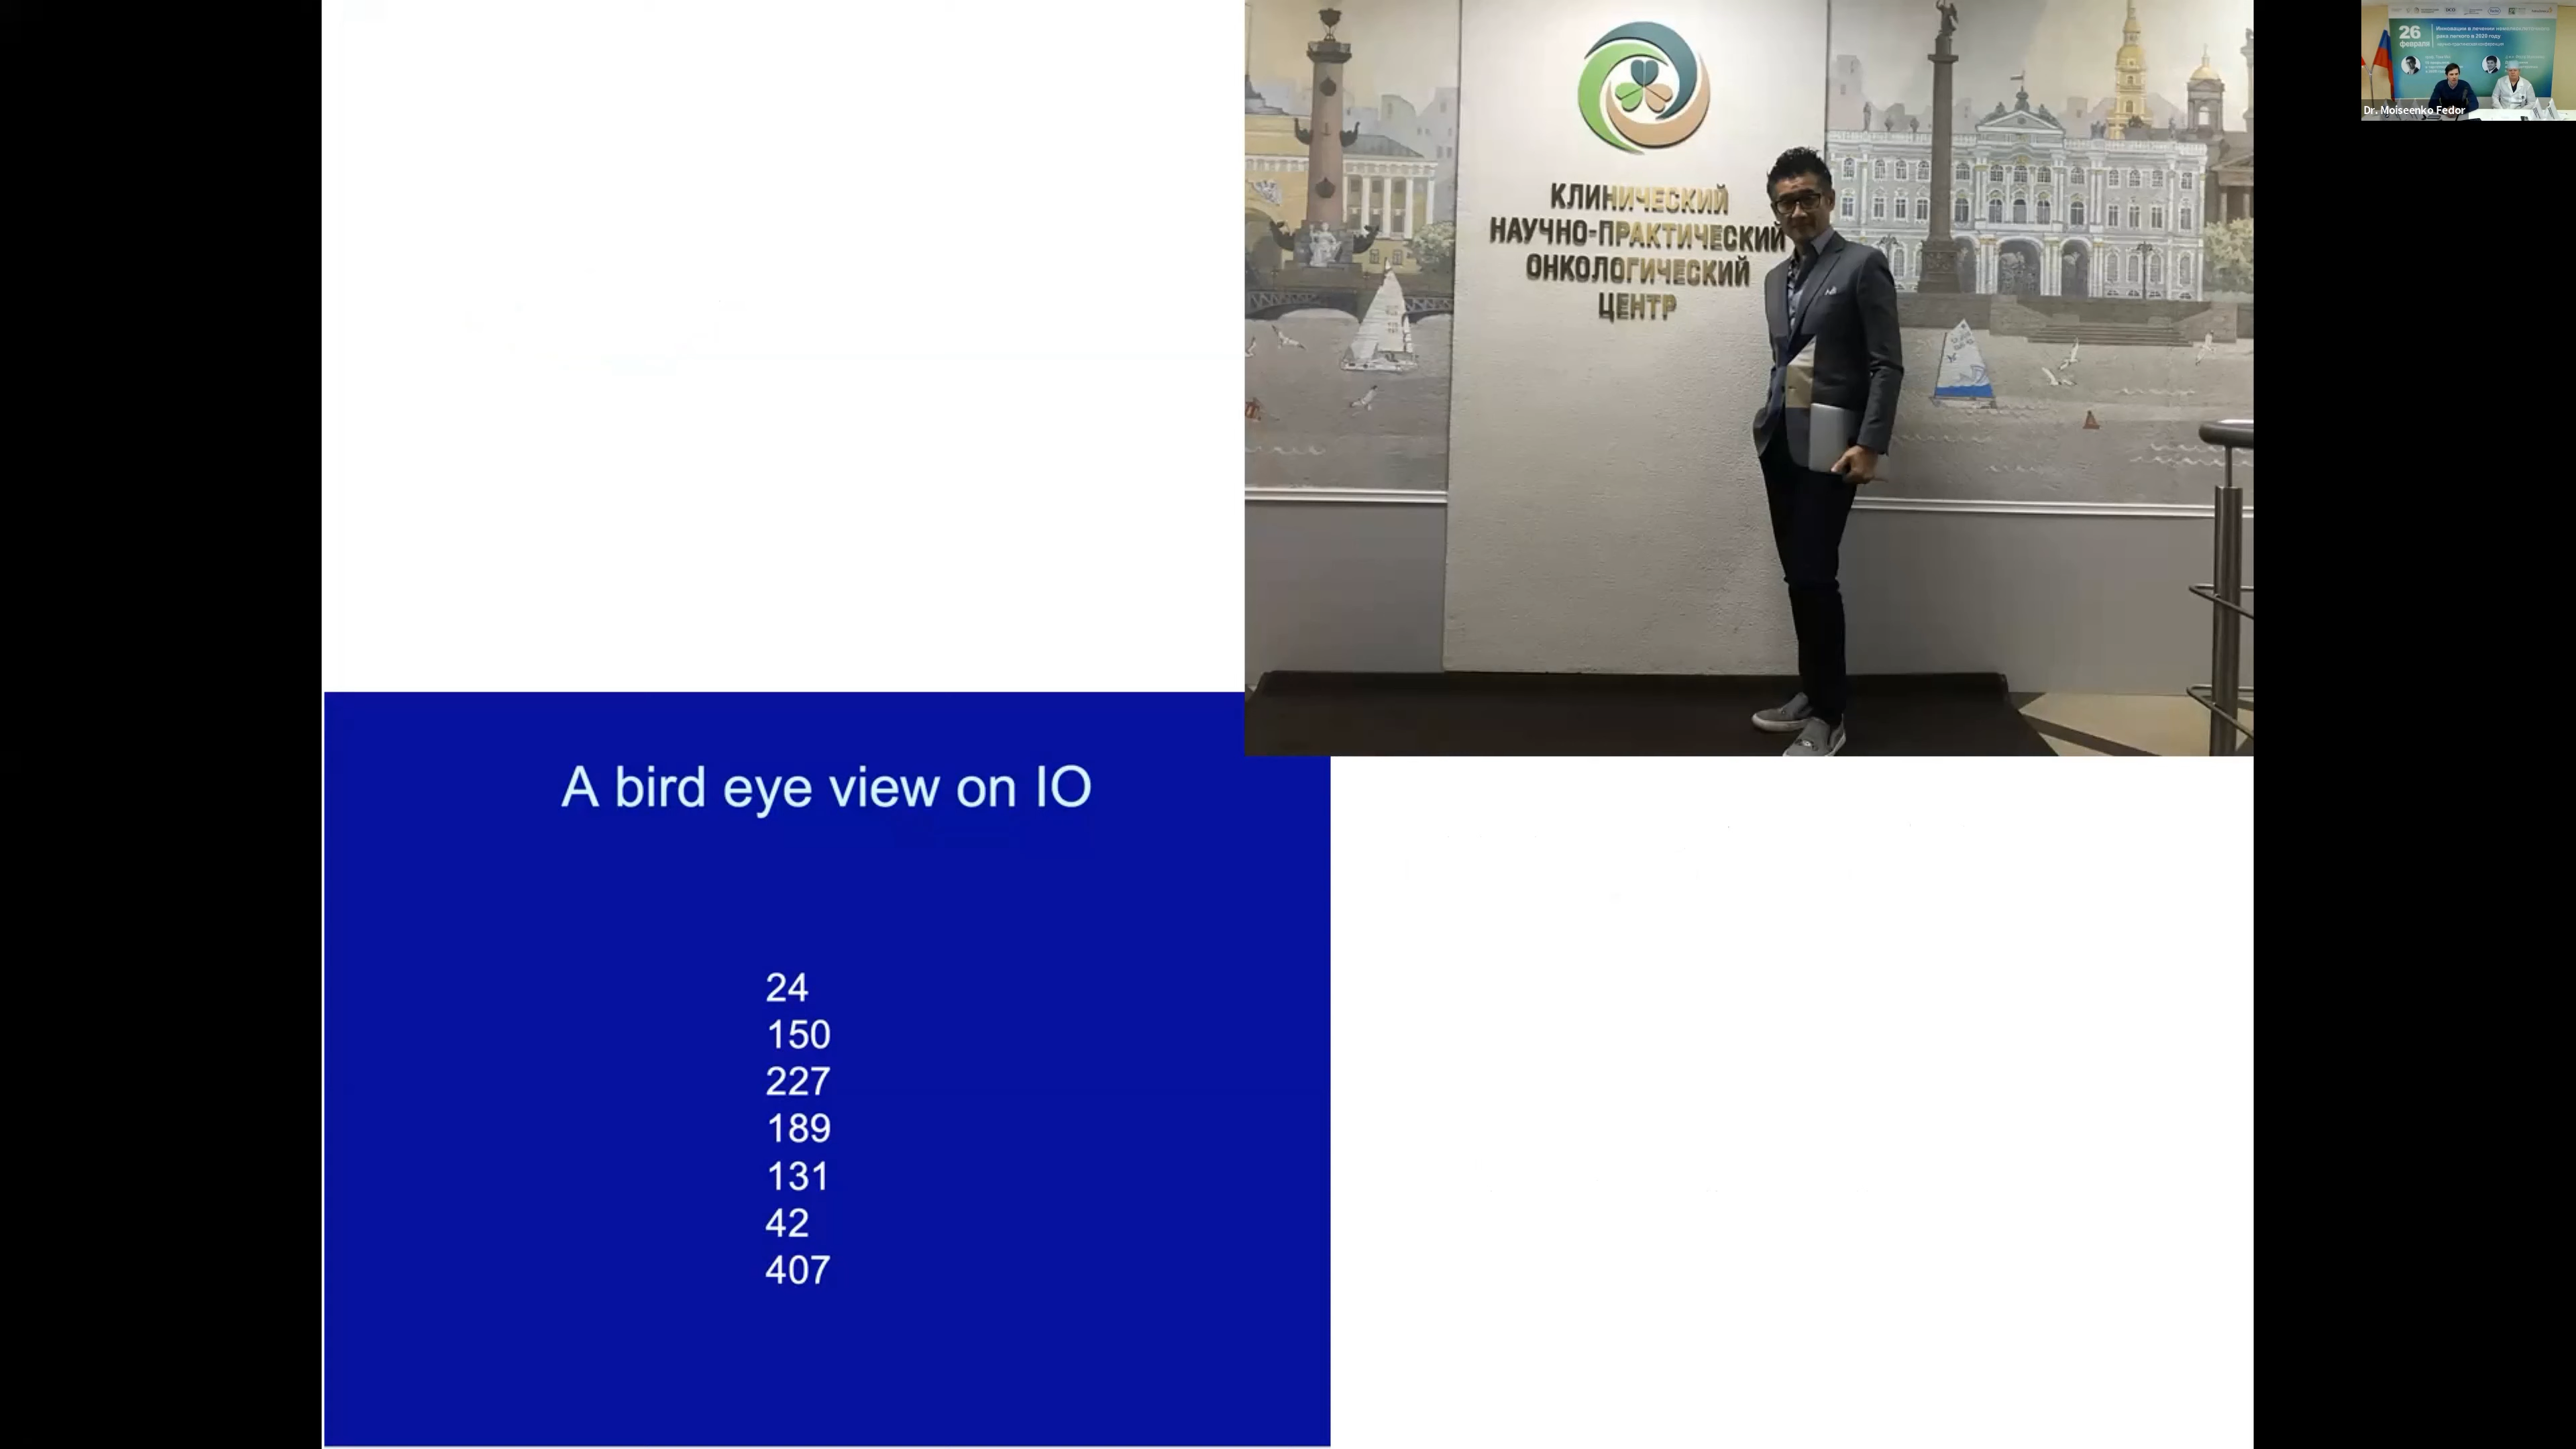 КЛИНИЧЕСКИЙ
НАУЧНО-ПРАКТИЧЕСКИЙ
ОНКОЛОГИЧЕСКИЙ
ЦЕНТР
26
февраля
Dr. Moiseenko Fedor
A bird eye view on IO
24
150
227
189
131
42
407